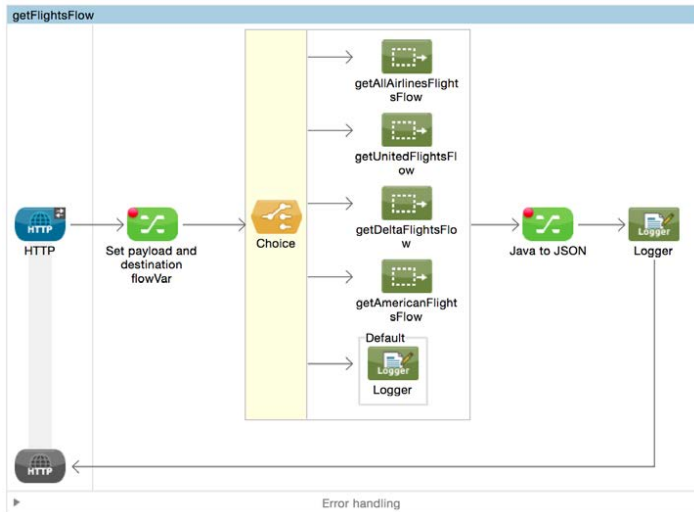 getFlightsFlow
getAllAirlinesFlight
sFlow
getUnitedFlightsFl
ow
HTTP
HTTP
Set payload and
destination
flowVar
Choice
getDeltaFlightsFlo
w
Java to JSON
Logger
Logger
getAmericanFlight
sFlow
Default
Logger
Logger
HTTP
Error handling